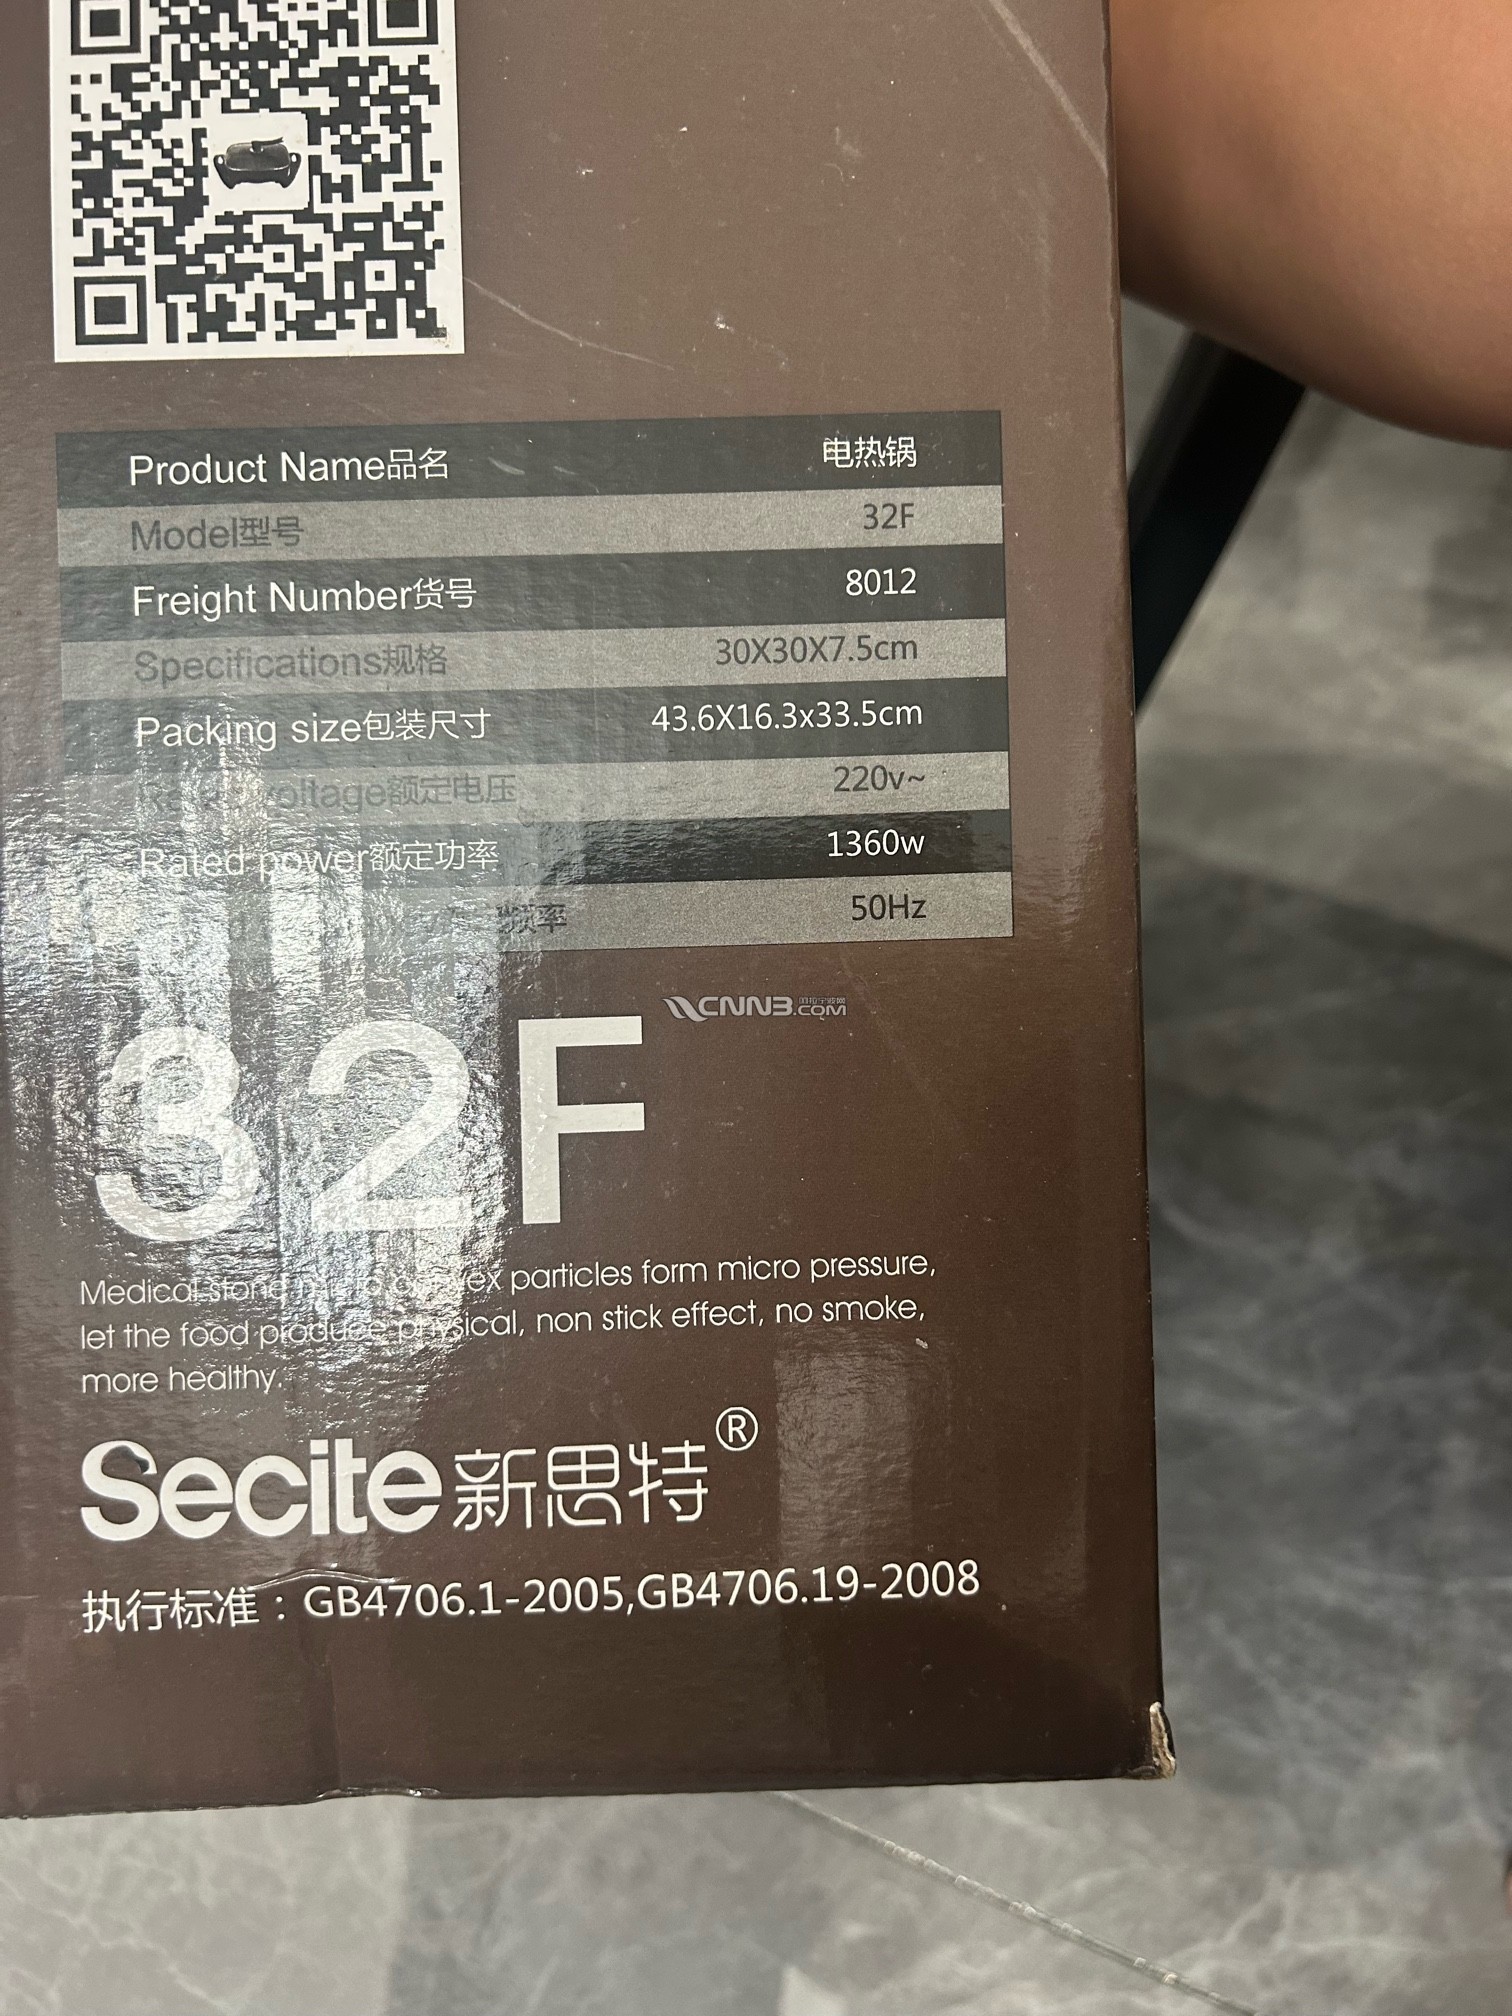 Product Name品名 电热锅
Model型号 32F
Freight Number货号 8012
Specifications规格 30X30X7.5cm
Packing size包装尺寸 43.6X16.3x33.5cm
Rated voltage额定电压 220v~
Rated power额定功率 1360w
频率 50Hz
CNNB.COM
32F
Medical particles form micro pressure,
let the food produce physical, non stick effect, no smoke,
more healthy.
Secite新思特®
执行标准：GB4706.1-2005,GB4706.19-2008